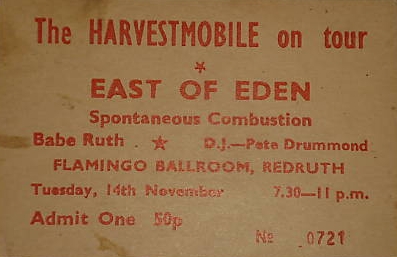 The HARVESTMOBILE on tour
EAST OF EDEN
Spontaneous Combustion
Babe Ruth ★ D.J.—Pete Drummond
FLAMINGO BALLROOM, REDRUTH
Tuesday, 14th November 7.30—11 p.m.
Admit One 50p
No 0721